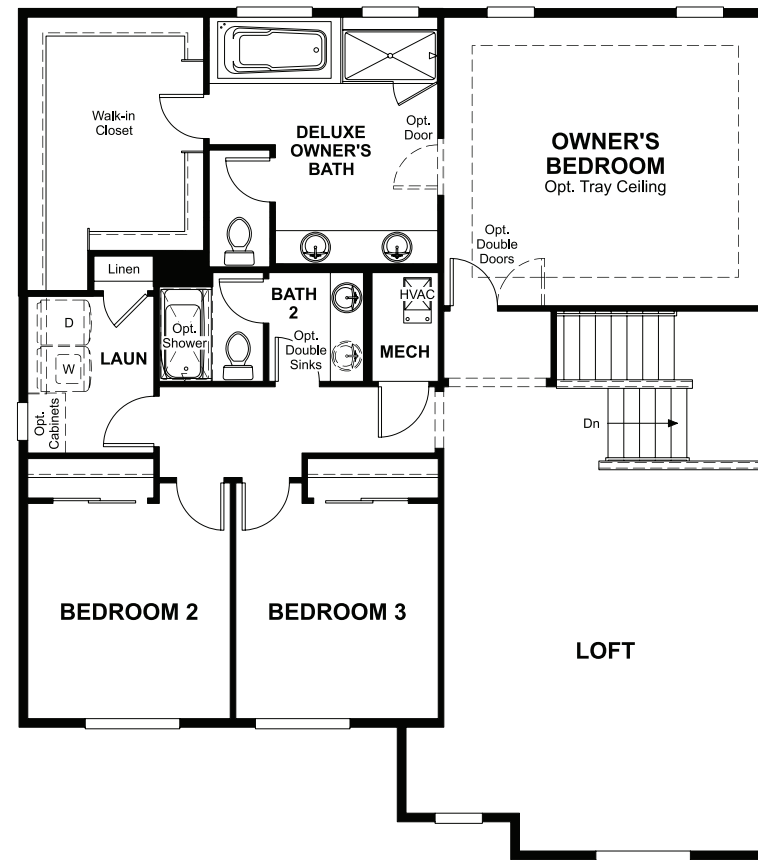 Walk-in
Closet
DELUXE
OWNER'S
BATH
Opt.
Door
OWNER'S
BEDROOM
Opt. Tray Ceiling
Opt.
Double
Doors
Linen
D
W
LAUN
Opt.
Cabinets
Opt.
Shower
BATH
2
Opt.
Double
Sinks
HVAC
MECH
Dn
BEDROOM 2
BEDROOM 3
LOFT